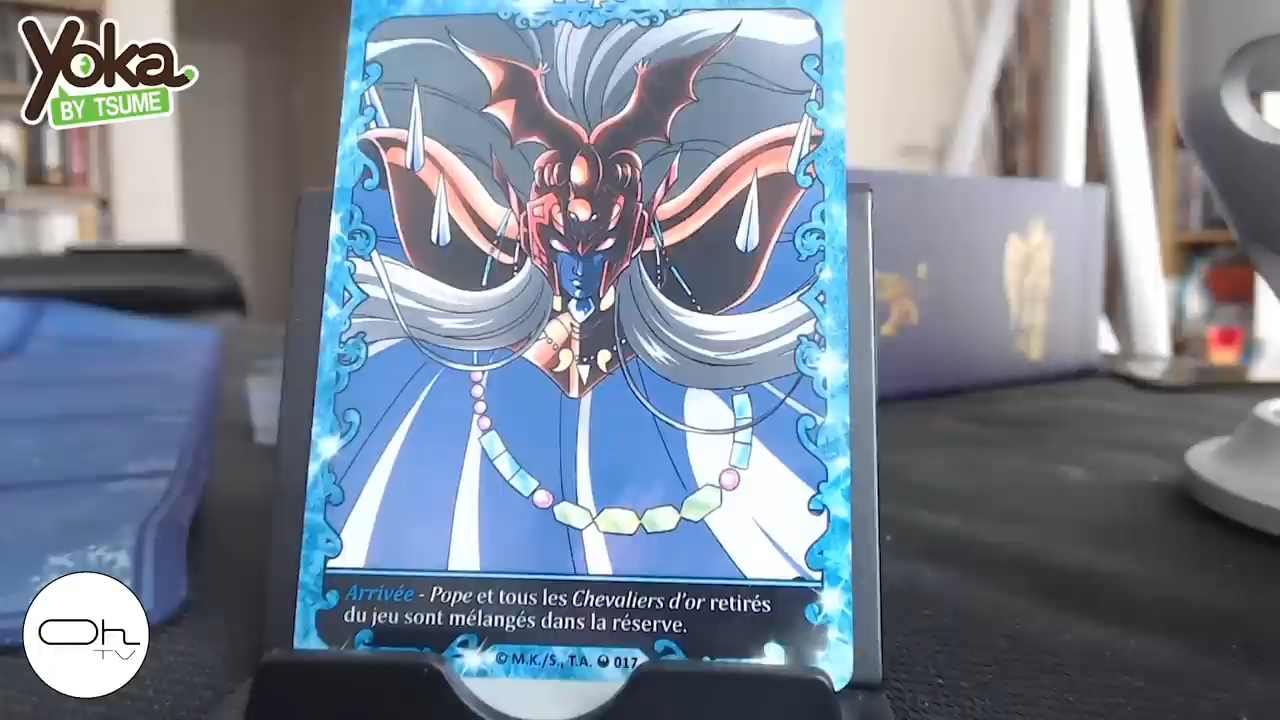 Yoka
BY TSUME
Pope
Arrivée - Pope et tous les Chevaliers d'or retirés
du jeu sont mélangés dans la réserve.
© M.K./S., T.A. 017
Oh
TV